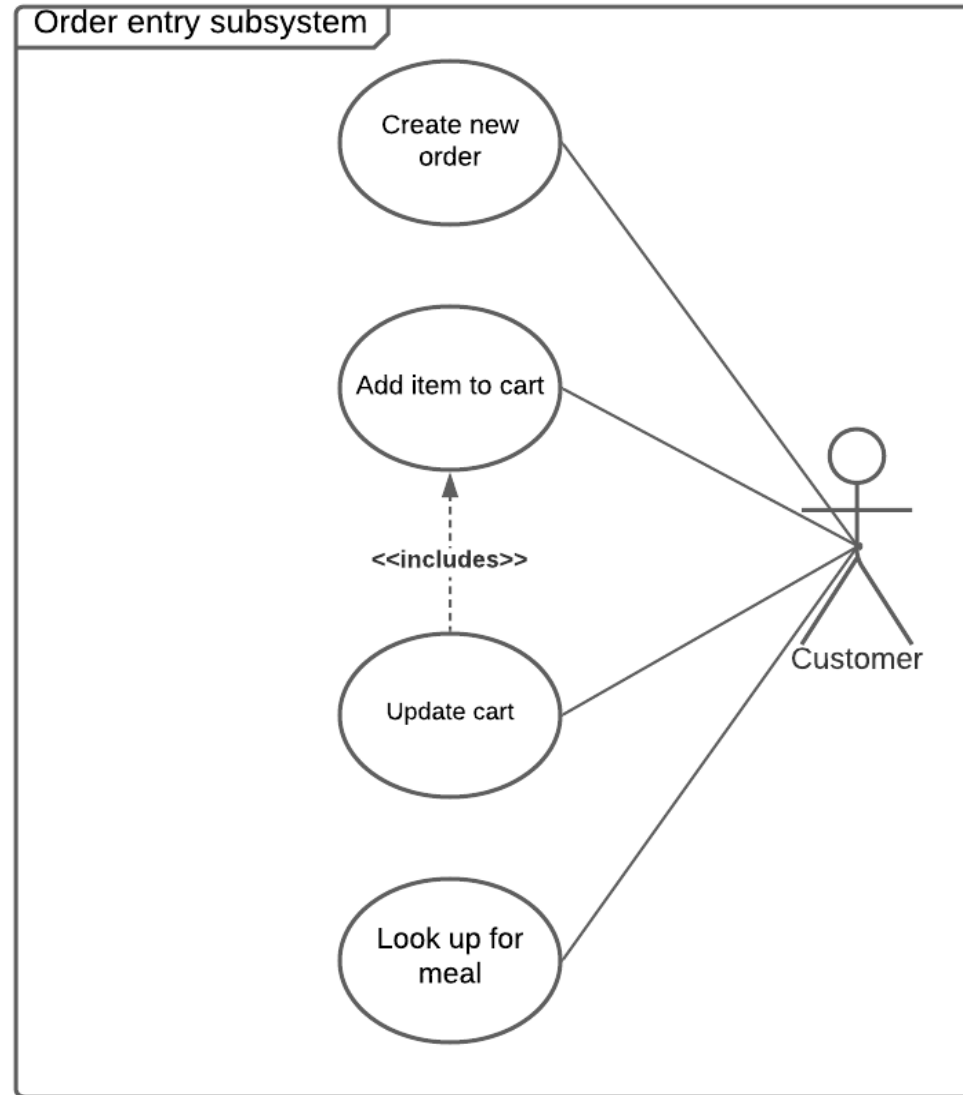 Order entry subsystem
Create new
order
Add item to cart
<<includes>>
Update cart
Customer
Look up for
meal